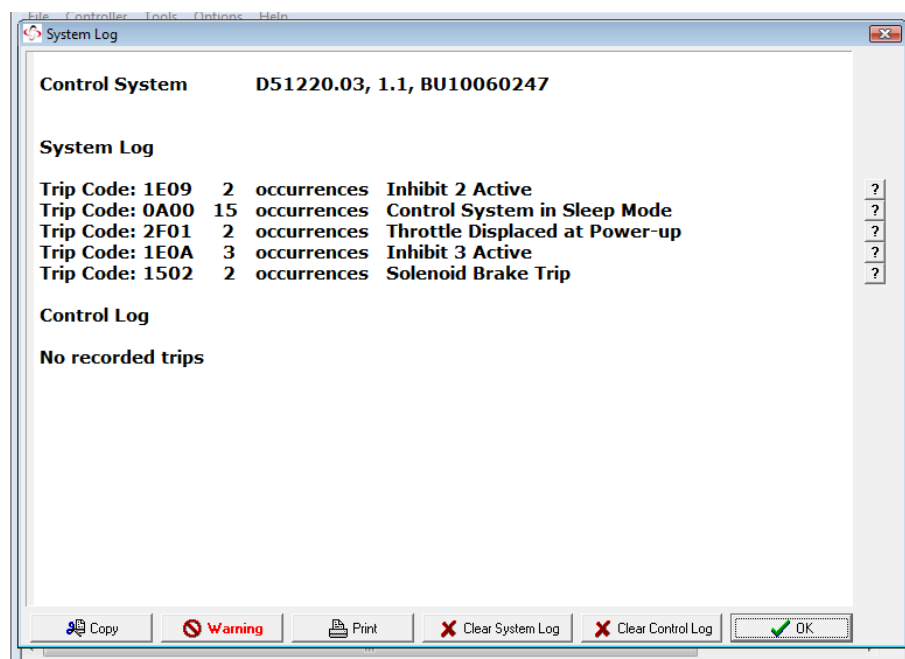 File Controller Tools Options Help
System Log
Control System D51220.03, 1.1, BU10060247
System Log
Trip Code: 1E09 2 occurrences Inhibit 2 Active ?
Trip Code: 0A00 15 occurrences Control System in Sleep Mode ?
Trip Code: 2F01 2 occurrences Throttle Displaced at Power-up ?
Trip Code: 1E0A 3 occurrences Inhibit 3 Active ?
Trip Code: 1502 2 occurrences Solenoid Brake Trip ?
Control Log
No recorded trips
Copy Warning Print Clear System Log Clear Control Log OK